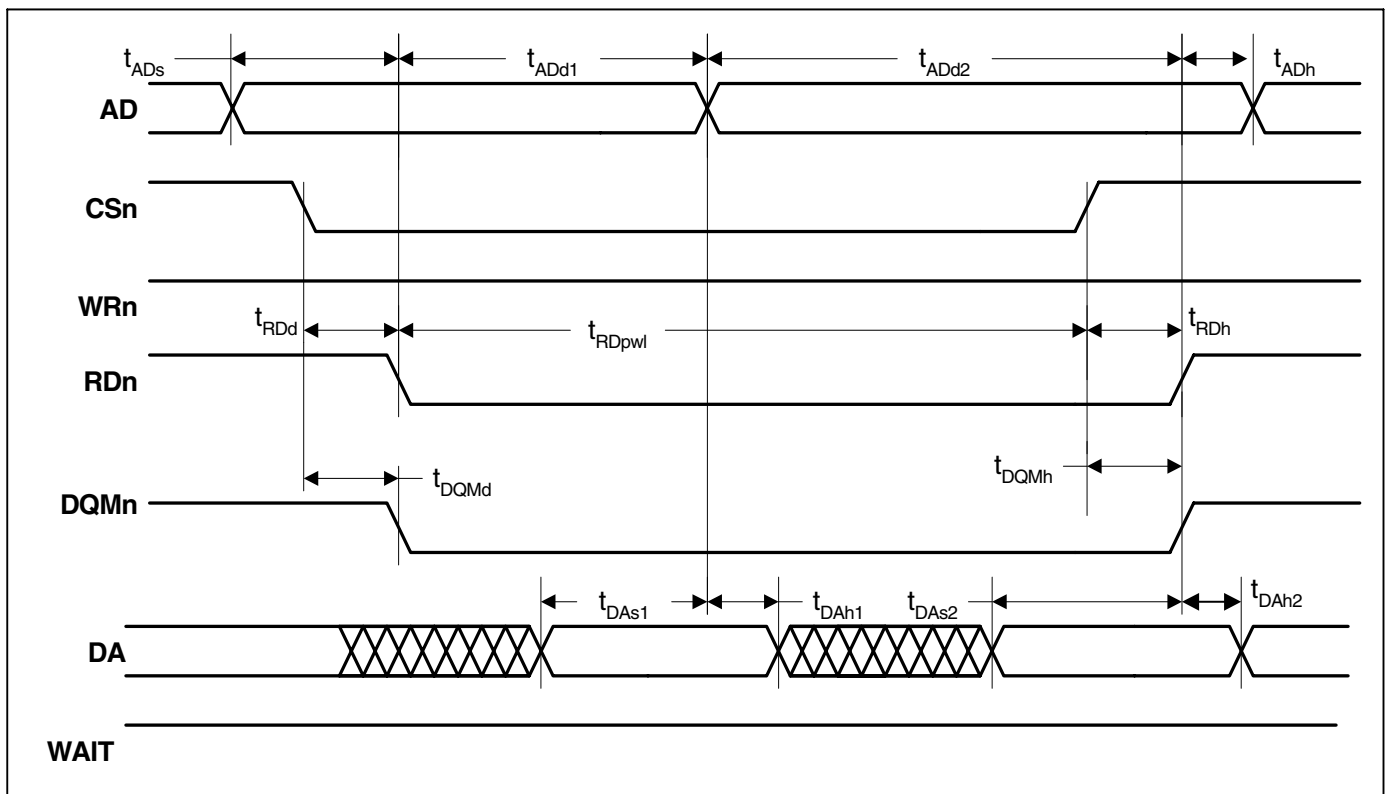 tADs tADd1 tADd2 tADh
AD
CSn
WRn
tRDd tRDpwl tRDh
RDn
tDQMd tDQMh
DQMn
tDAs1 tDAh1 tDAs2 tDAh2
DA
WAIT